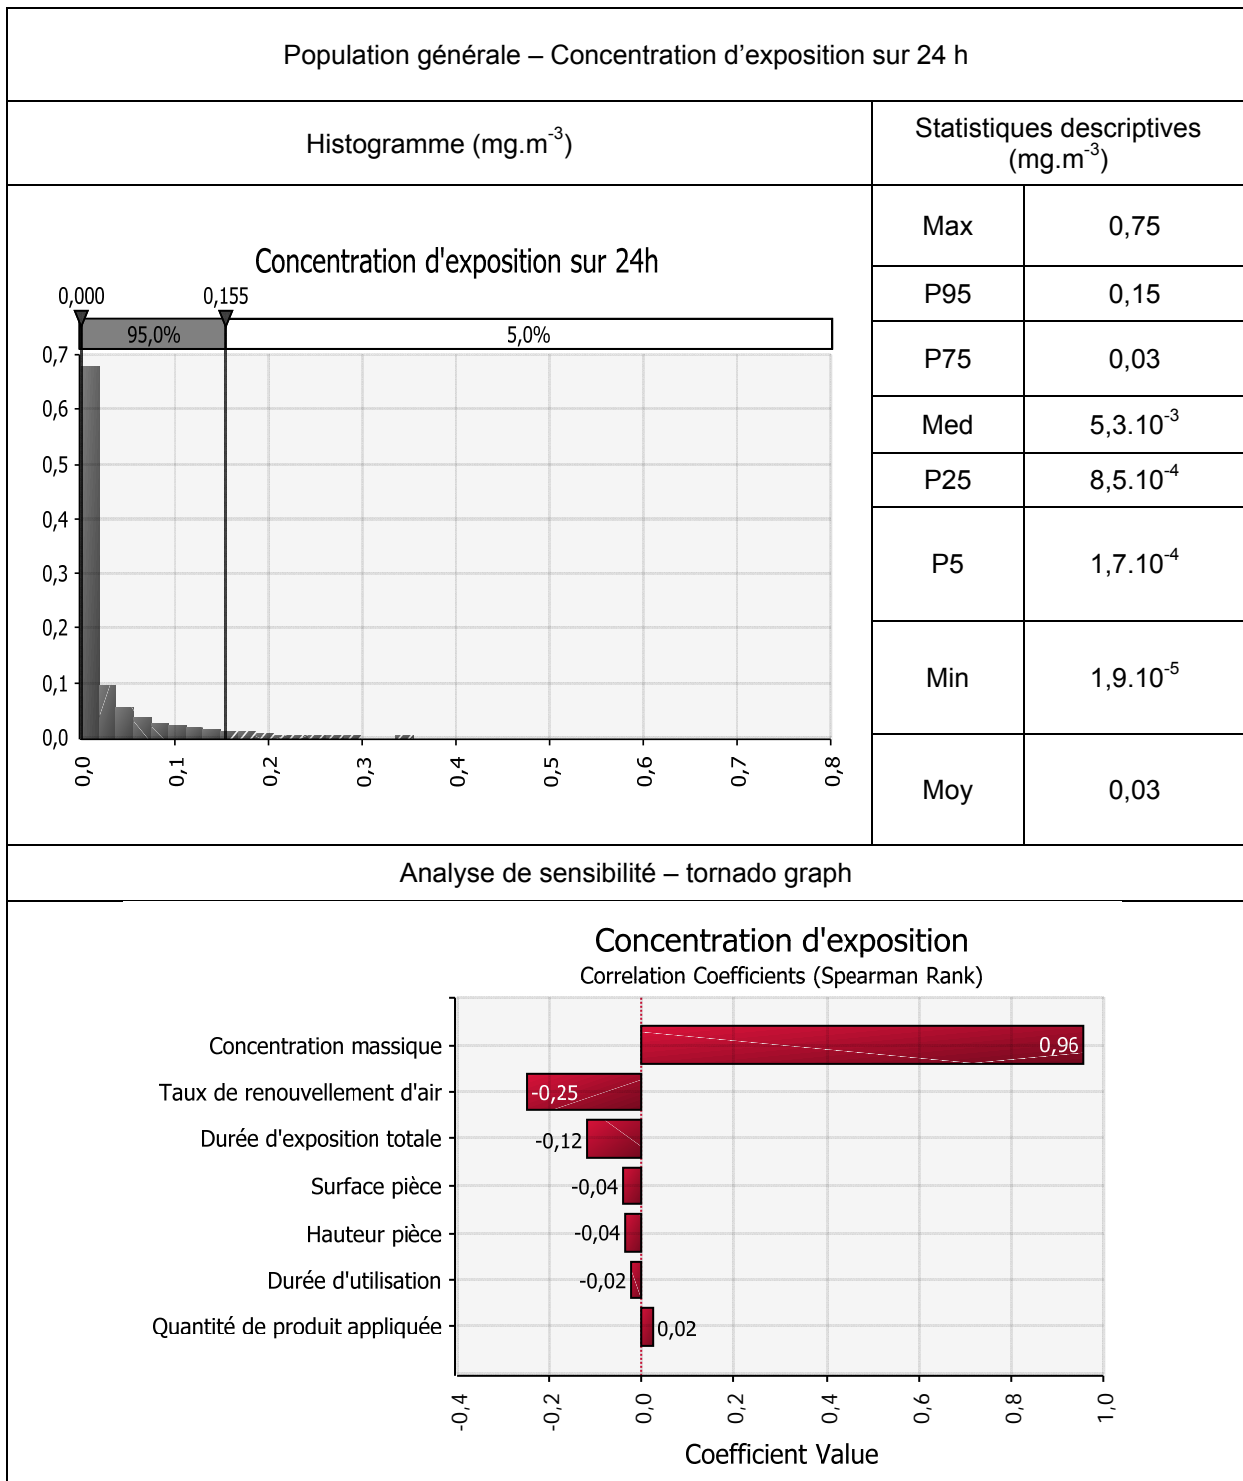 Population générale – Concentration d’exposition sur 24 h
Histogramme (mg.m-3)
Statistiques descriptives
(mg.m-3)
Concentration d'exposition sur 24h
0,000 0,155
95,0% 5,0%
0,7
0,6
0,5
0,4
0,3
0,2
0,1
0,0
0,0 0,1 0,2 0,3 0,4 0,5 0,6 0,7 0,8
Max 0,75
P95 0,15
P75 0,03
Med 5,3.10-3
P25 8,5.10-4
P5 1,7.10-4
Min 1,9.10-5
Moy 0,03
Analyse de sensibilité – tornado graph
Concentration d'exposition
Correlation Coefficients (Spearman Rank)
Concentration massique 0,96
Taux de renouvellement d'air -0,25
Durée d'exposition totale -0,12
Surface pièce -0,04
Hauteur pièce -0,04
Durée d'utilisation -0,02
Quantité de produit appliquée 0,02
-0,4 -0,2 0,0 0,2 0,4 0,6 0,8 1,0
Coefficient Value